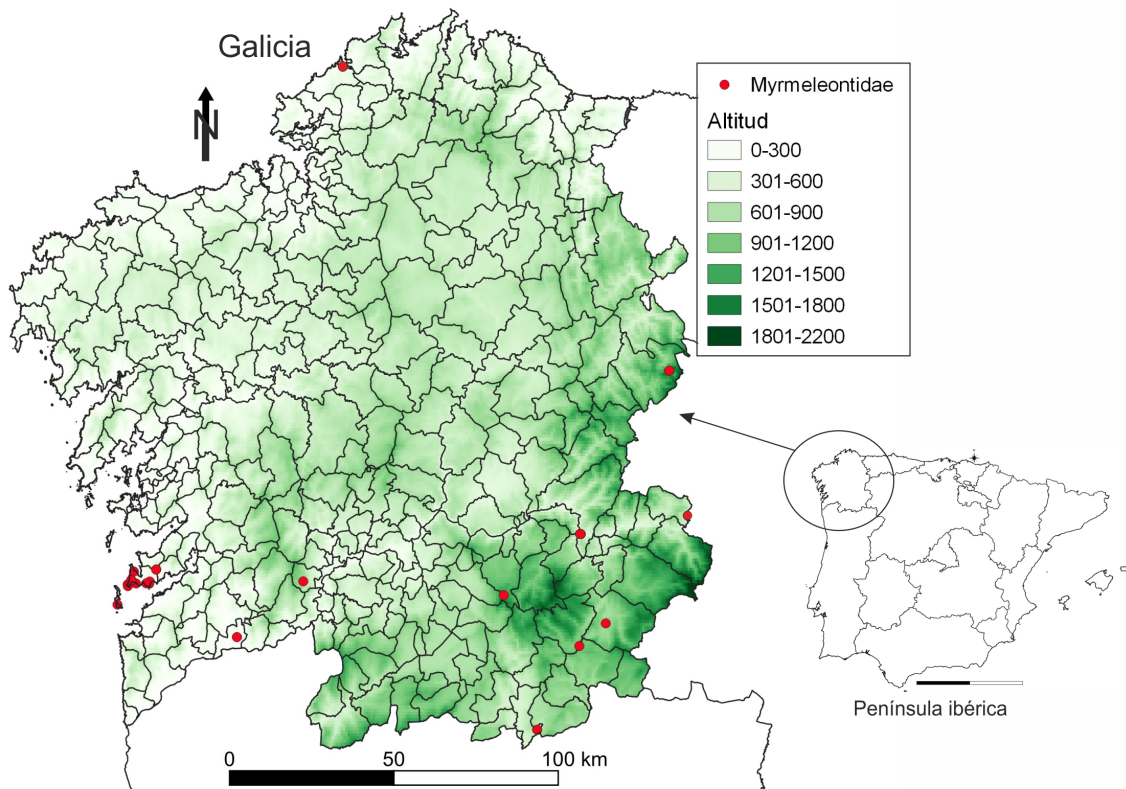 Galicia
N
Myrmeleontidae
Altitud
0-300
301-600
601-900
901-1200
1201-1500
1501-1800
1801-2200
Península ibérica
0 50 100 km